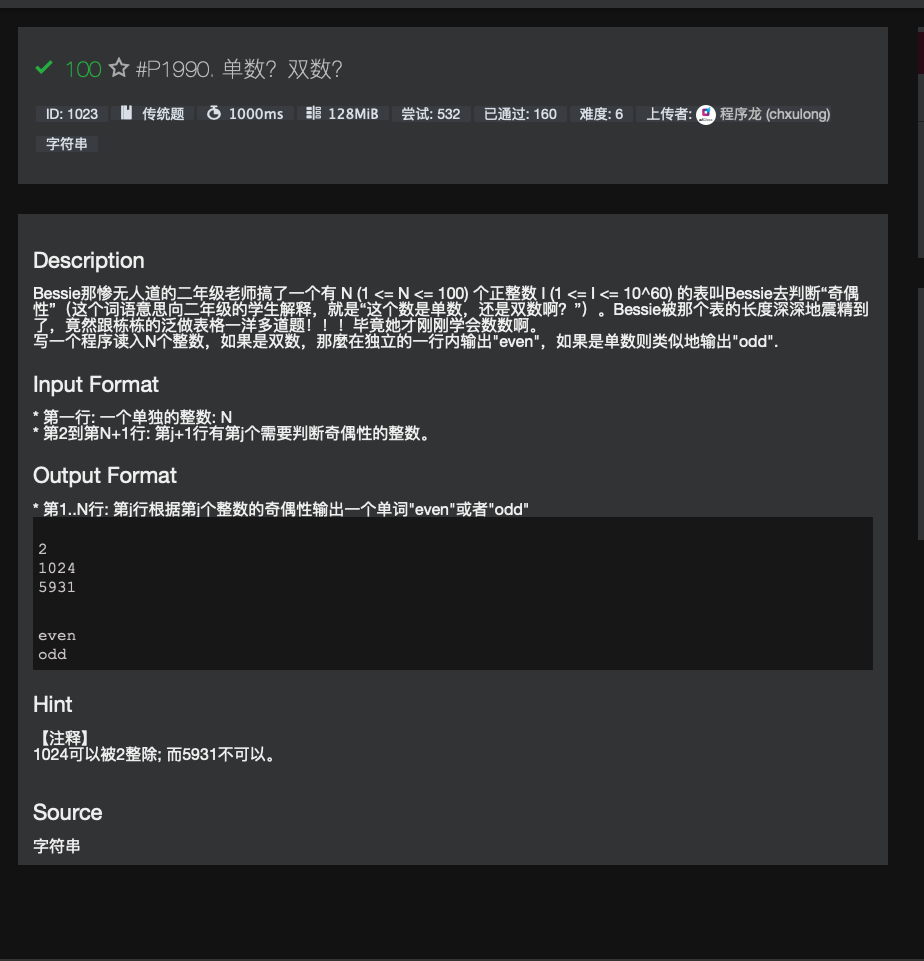 100 #P1990. 单数？双数？
ID: 1023 传统题 1000ms 128MiB 尝试: 532 已通过: 160 难度: 6 上传者: 程序龙 (chxulong)
字符串
Description
Bessie那惨无人道的二年级老师搞了一个有 N (1 <= N <= 100) 个正整数 I (1 <= I <= 10^60) 的表叫Bessie去判断“奇偶
性”（这个词语意思向二年级的学生解释，就是“这个数是单数，还是双数啊？”）。Bessie被那个表的长度深深地震精到
了，竟然跟栋栋的泛做表格一洋多道题！！！毕竟她才刚刚学会数数啊。
写一个程序读入N个整数，如果是双数，那麼在独立的一行内输出"even"，如果是单数则类似地输出"odd".
Input Format
* 第一行: 一个单独的整数: N
* 第2到第N+1行: 第j+1行有第j个需要判断奇偶性的整数。
Output Format
* 第1..N行: 第j行根据第j个整数的奇偶性输出一个单词"even"或者"odd"
2
1024
5931
even
odd
Hint
【注释】
1024可以被2整除; 而5931不可以。
Source
字符串